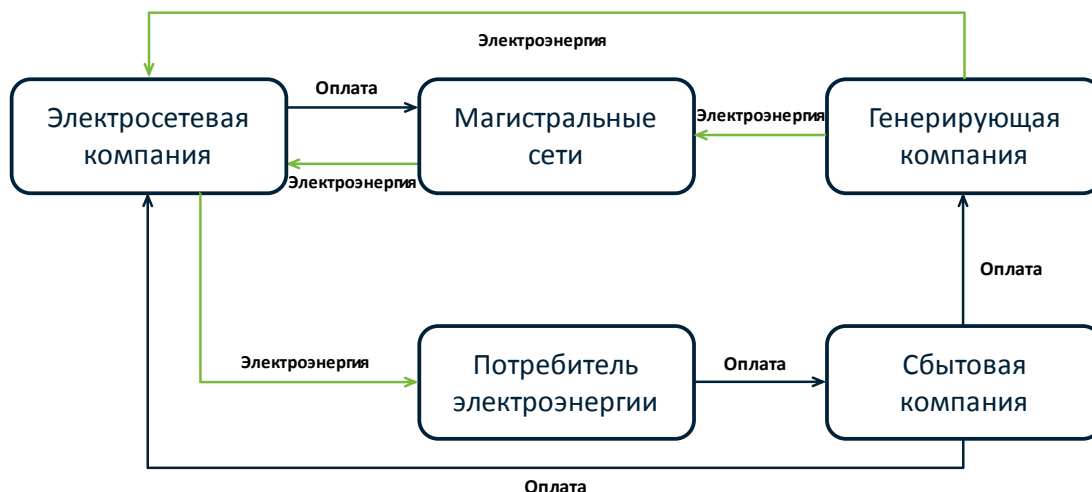 Электроэнергия
Оплата
Электросетевая
компания
Магистральные
сети
Электроэнергия
Генерирующая
компания
Электроэнергия
Оплата
Электроэнергия
Потребитель
электроэнергии
Оплата
Сбытовая
компания
Оплата